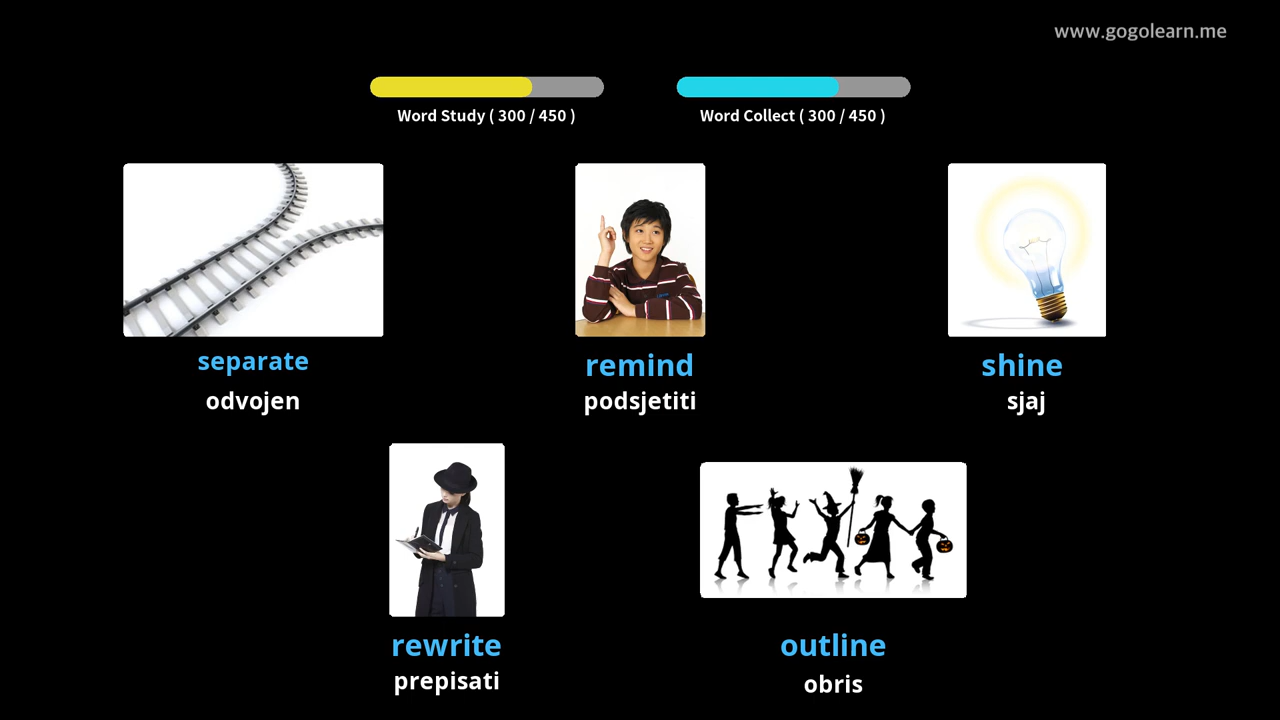 www.gogolearn.me
Word Study ( 300 / 450 )
Word Collect ( 300 / 450 )
separate
odvojen
remind
podsjetiti
shine
sjaj
rewrite
prepisati
outline
obris